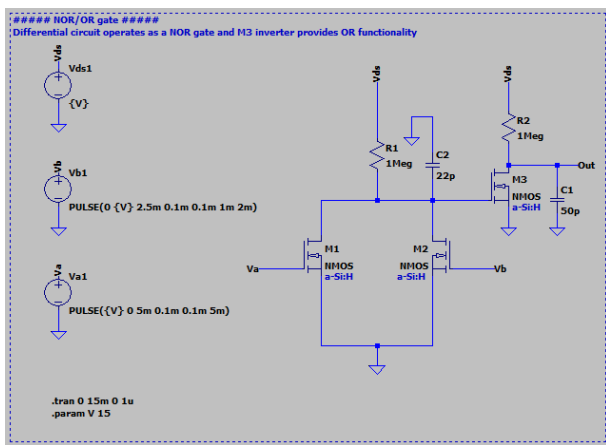 ##### NOR/OR gate #####
Differential circuit operates as a NOR gate and M3 inverter provides OR functionality
Vds
Vds1
{V}
Vb
Vb1
PULSE(0 {V} 2.5m 0.1m 0.1m 1m 2m)
Va
Va1
PULSE({V} 0 5m 0.1m 0.1m 5m)
.tran 0 15m 0 1u
.param V 15
Vds
R1
1Meg
C2
22p
Vds
R2
1Meg
Out
M3
NMOS
a-Si:H
C1
50p
Va
M1
NMOS
a-Si:H
M2
NMOS
a-Si:H
Vb